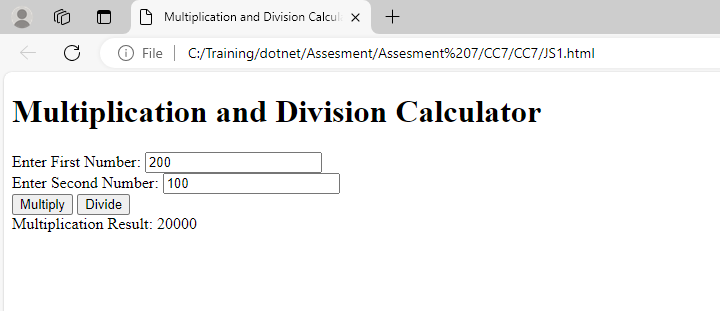 Multiplication and Division Calcul
File C:/Training/dotnet/Assesment/Assesment%207/CC7/CC7/JS1.html
Multiplication and Division Calculator
Enter First Number: 200
Enter Second Number: 100
Multiply Divide
Multiplication Result: 20000